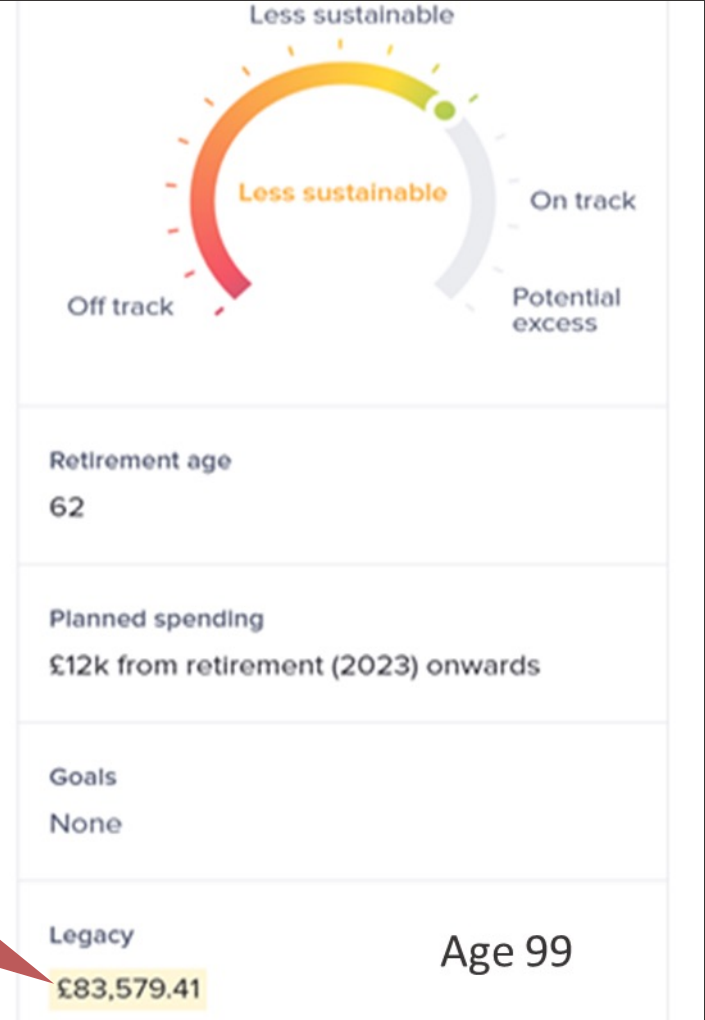 Less sustainable
Less sustainable
On track
Off track
Potential
excess
Retirement age
62
Planned spending
£12k from retirement (2023) onwards
Goals
None
Legacy
Age 99
£83,579.41